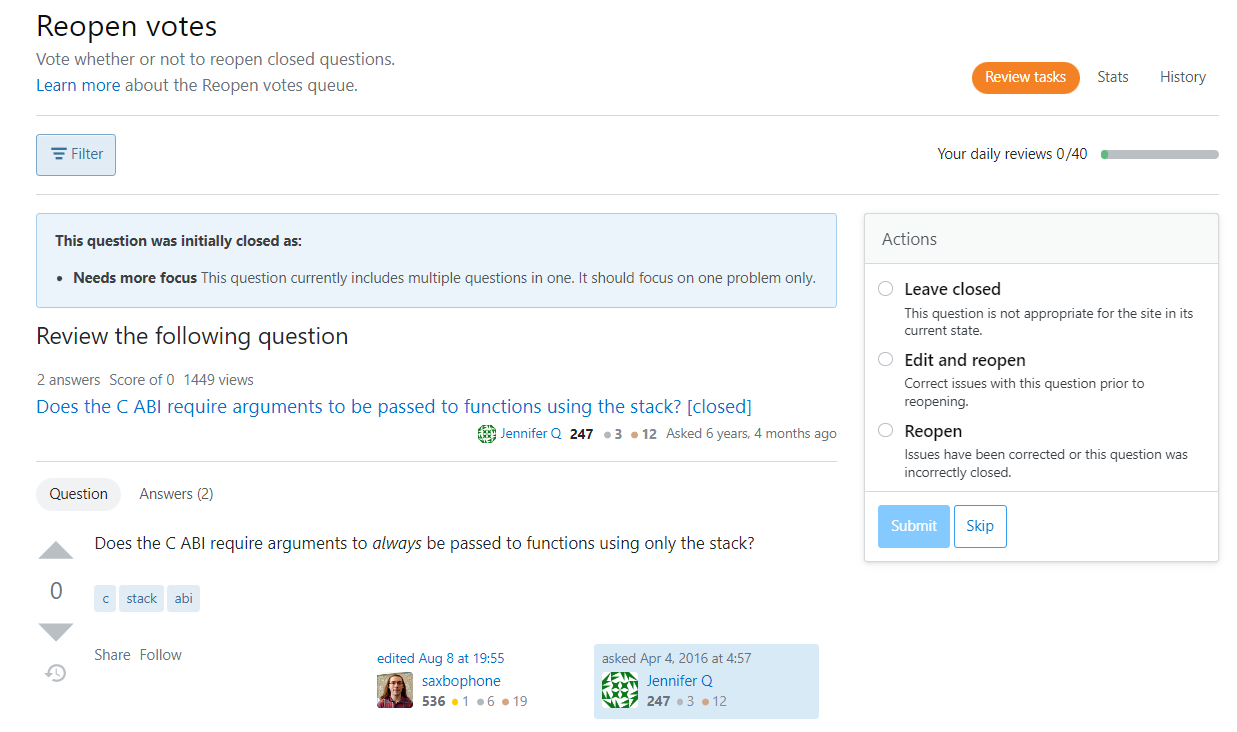 Reopen votes
Vote whether or not to reopen closed questions.
Learn more about the Reopen votes queue.
Review tasks Stats History
Filter
Your daily reviews 0/40
This question was initially closed as:
• Needs more focus This question currently includes multiple questions in one. It should focus on one problem only.
Review the following question
2 answers Score of 0 1449 views
Does the C ABI require arguments to be passed to functions using the stack? [closed]
Jennifer Q 247 ● 3 ● 12 Asked 6 years, 4 months ago
Question Answers (2)
Does the C ABI require arguments to always be passed to functions using only the stack?
0
c stack abi
Share Follow
edited Aug 8 at 19:55
saxbophone
536 ● 1 ● 6 ● 19
asked Apr 4, 2016 at 4:57
Jennifer Q
247 ● 3 ● 12
Actions
Leave closed
This question is not appropriate for the site in its
current state.
Edit and reopen
Correct issues with this question prior to
reopening.
Reopen
Issues have been corrected or this question was
incorrectly closed.
Submit Skip